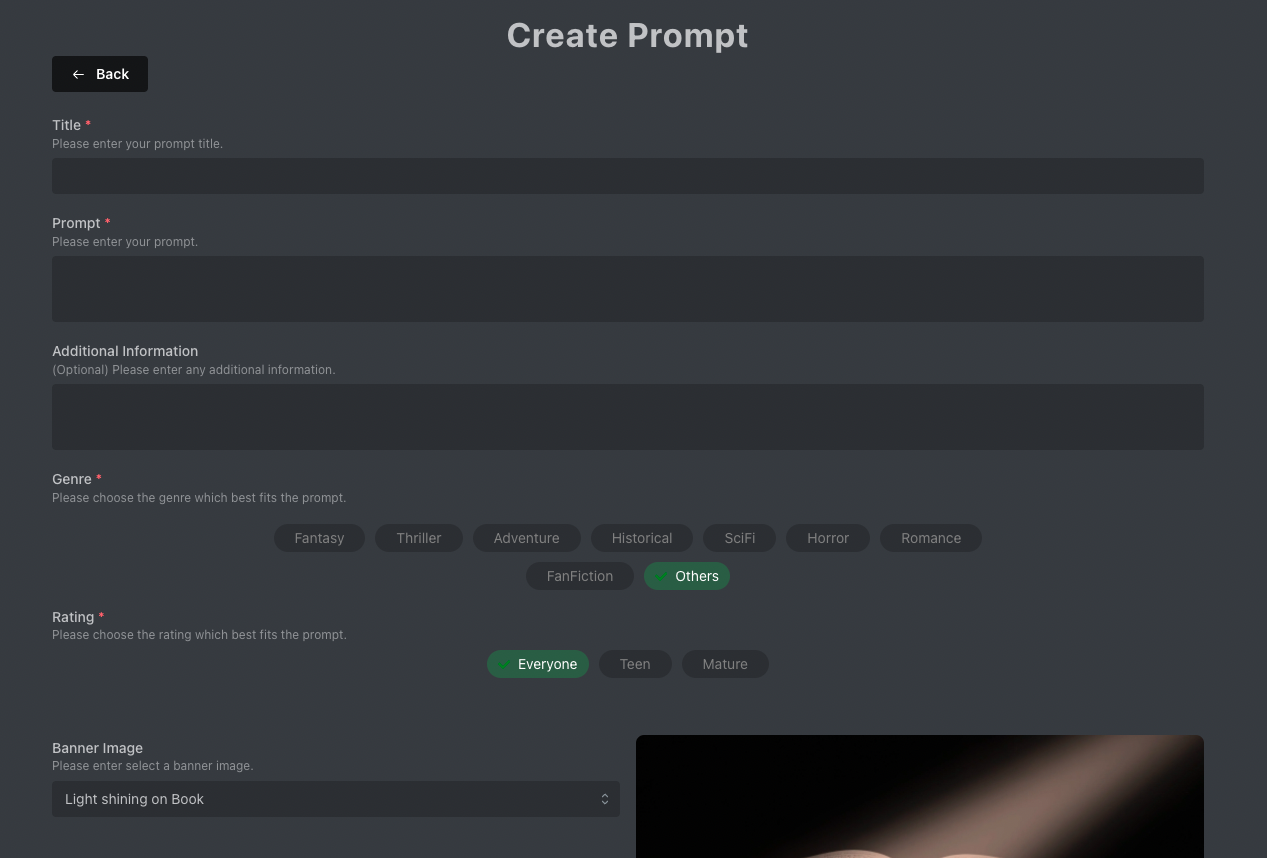 Create Prompt
← Back
Title *
Please enter your prompt title.
Prompt *
Please enter your prompt.
Additional Information
(Optional) Please enter any additional information.
Genre *
Please choose the genre which best fits the prompt.
Fantasy Thriller Adventure Historical SciFi Horror Romance
FanFiction Others
Rating *
Please choose the rating which best fits the prompt.
Everyone Teen Mature
Banner Image
Please enter select a banner image.
Light shining on Book